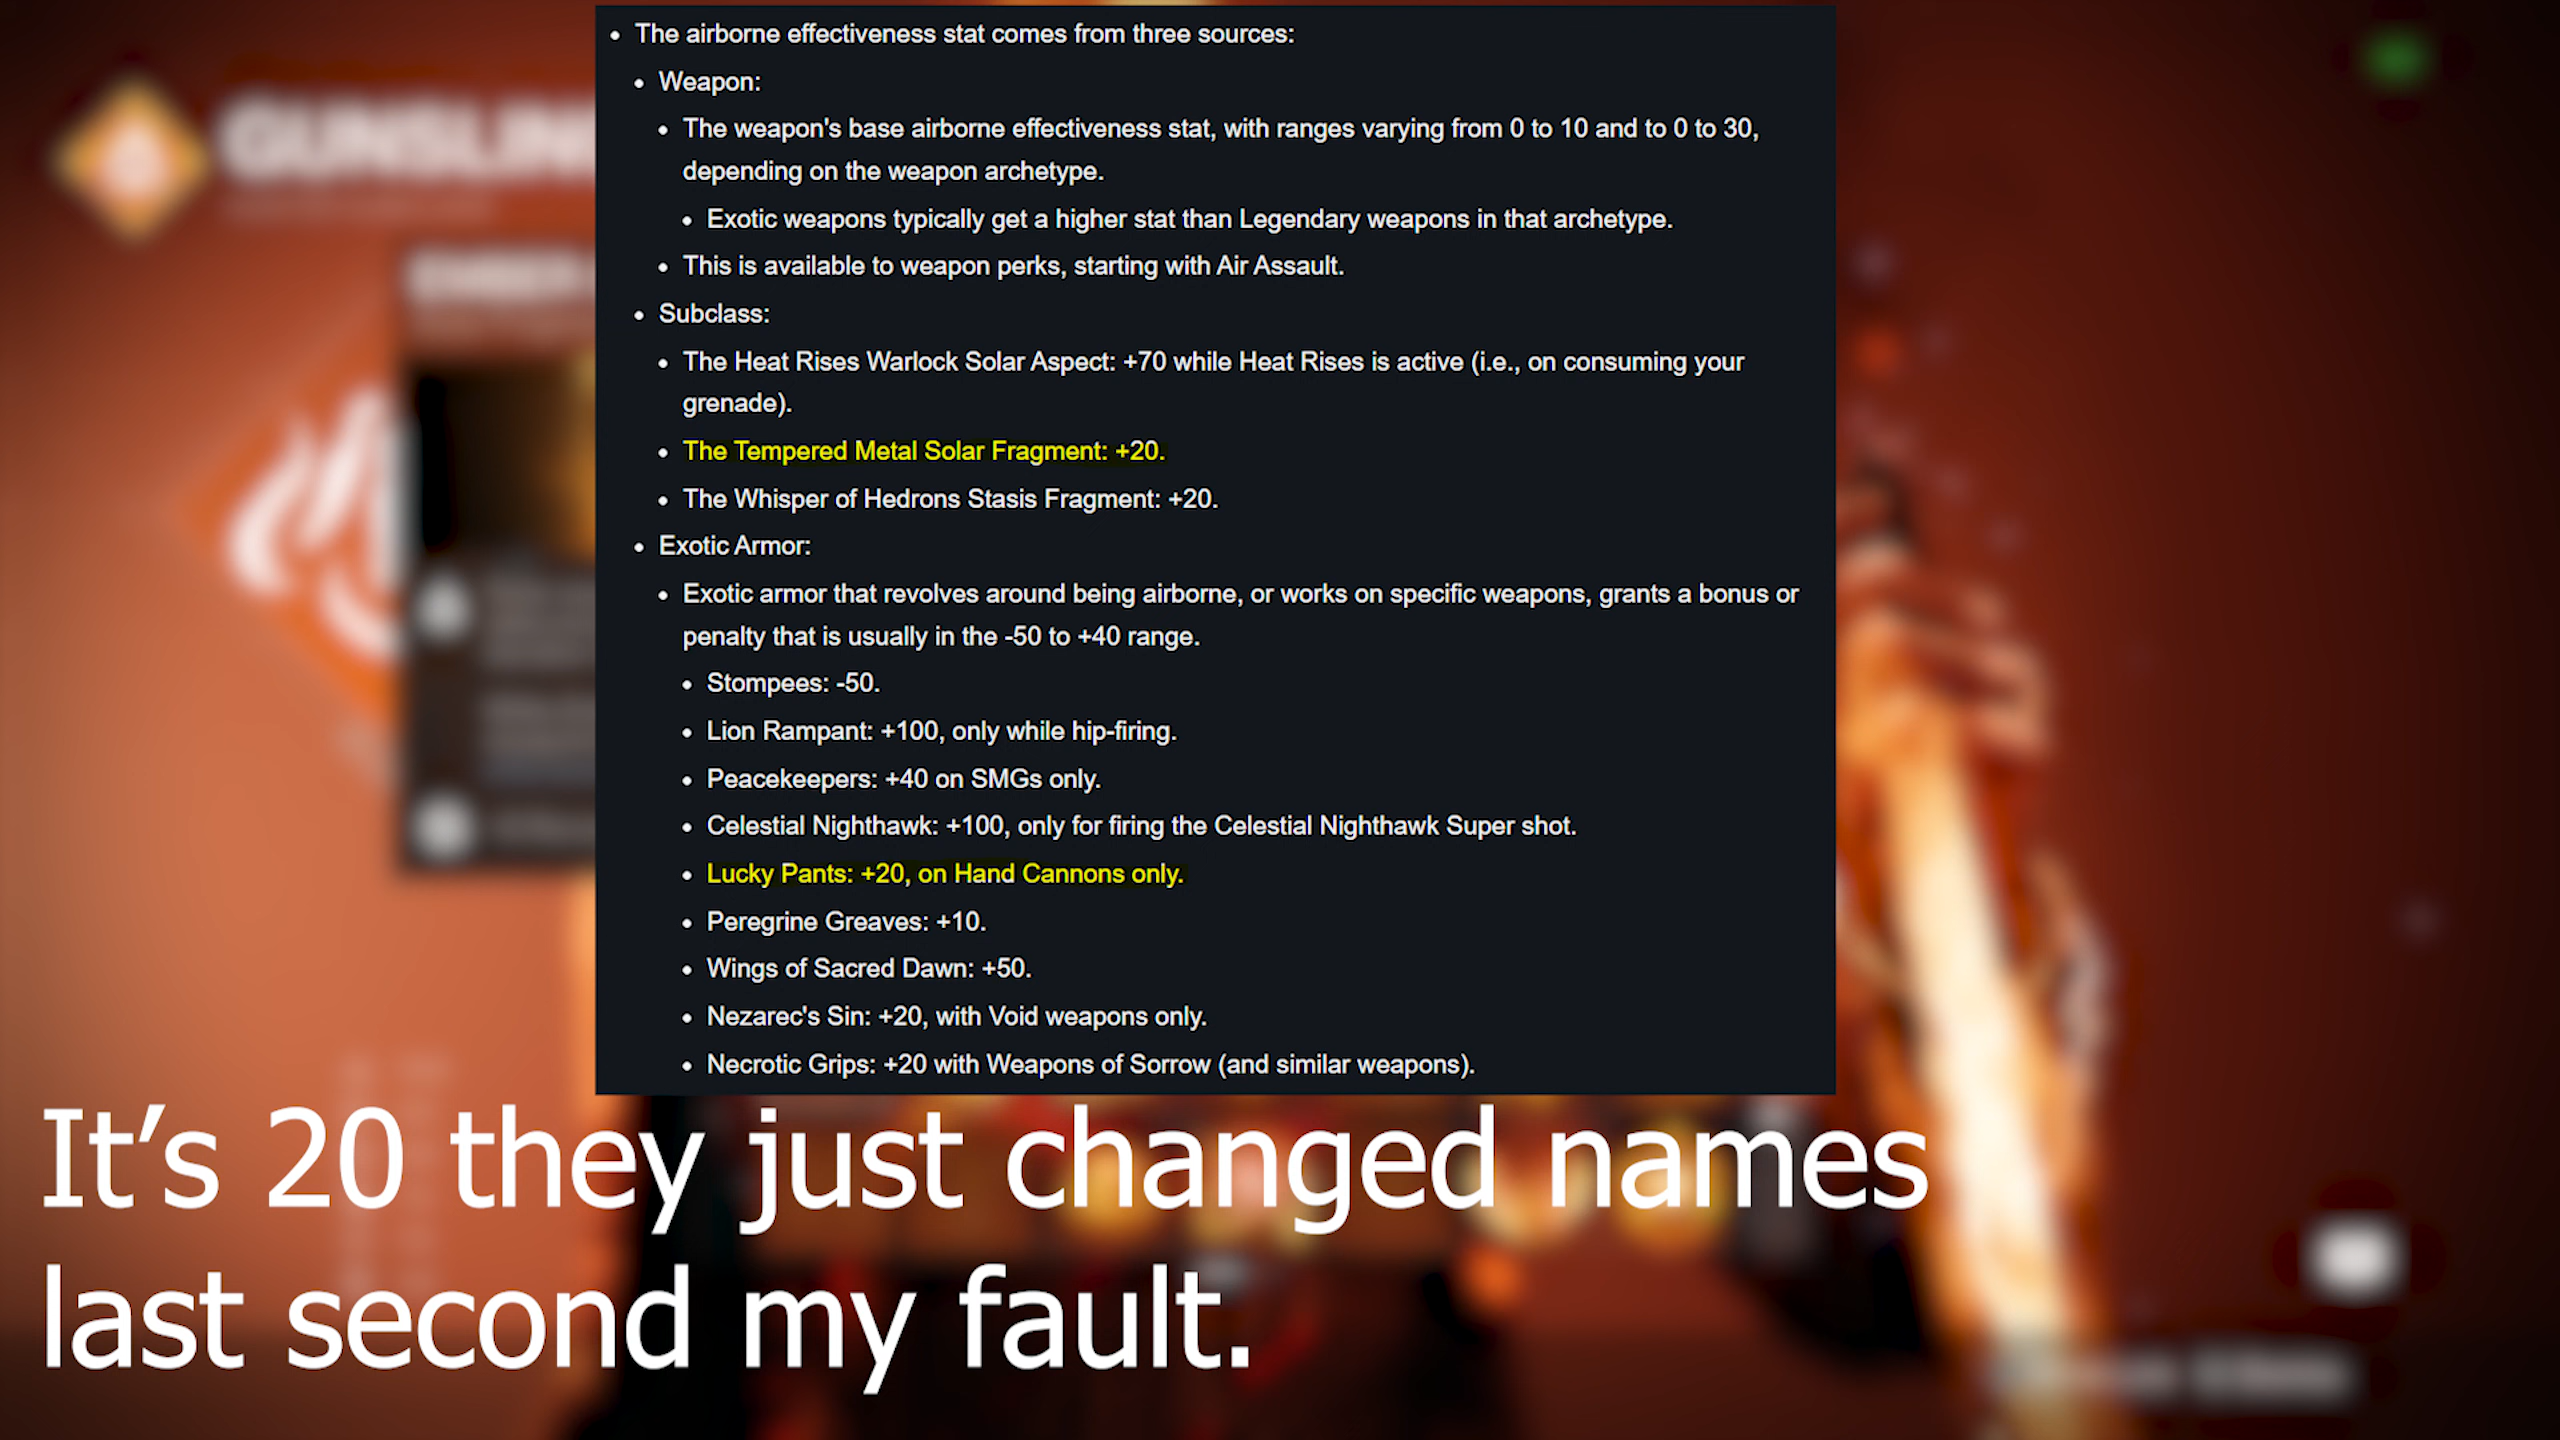 GUNSLIN
EMBER
The airborne effectiveness stat comes from three sources:
Weapon:
The weapon's base airborne effectiveness stat, with ranges varying from 0 to 10 and to 0 to 30,
depending on the weapon archetype.
Exotic weapons typically get a higher stat than Legendary weapons in that archetype.
This is available to weapon perks, starting with Air Assault.
Subclass:
The Heat Rises Warlock Solar Aspect: +70 while Heat Rises is active (i.e., on consuming your
grenade).
The Tempered Metal Solar Fragment: +20.
The Whisper of Hedrons Stasis Fragment: +20.
Exotic Armor:
Exotic armor that revolves around being airborne, or works on specific weapons, grants a bonus or
penalty that is usually in the -50 to +40 range.
Stompees: -50.
Lion Rampant: +100, only while hip-firing.
Peacekeepers: +40 on SMGs only.
Celestial Nighthawk: +100, only for firing the Celestial Nighthawk Super shot.
Lucky Pants: +20, on Hand Cannons only.
Peregrine Greaves: +10.
Wings of Sacred Dawn: +50.
Nezarec's Sin: +20, with Void weapons only.
Necrotic Grips: +20 with Weapons of Sorrow (and similar weapons).
It’s 20 they just changed names
last second my fault.